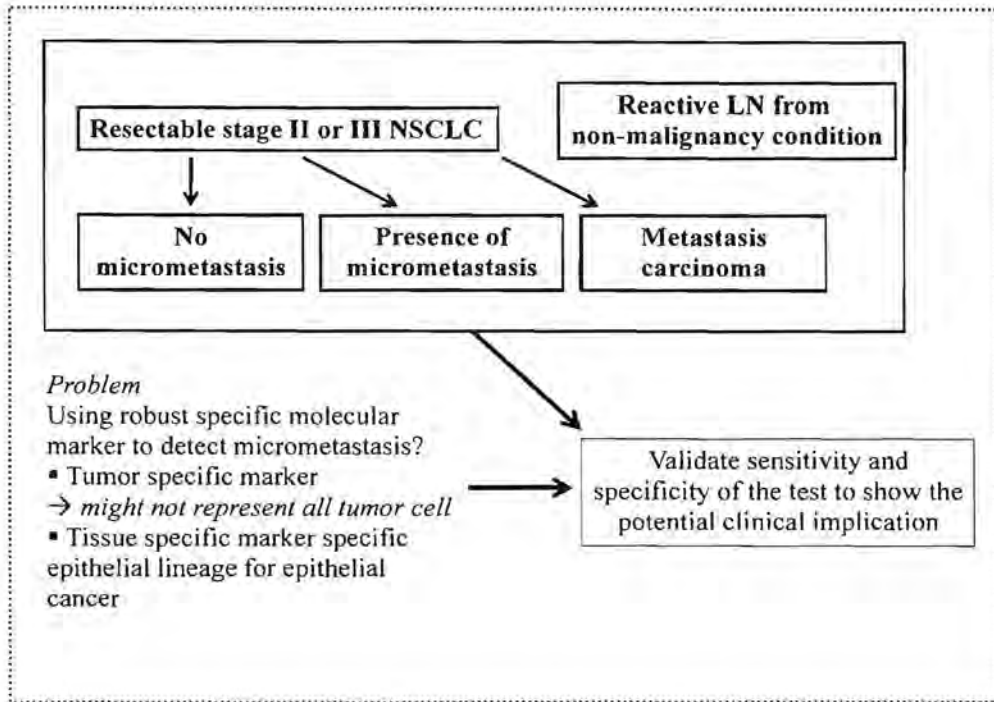 Resectable stage II or III NSCLC
Reactive LN from
non-malignancy condition
No
micrometastasis
Presence of
micrometastasis
Metastasis
carcinoma
Problem
Using robust specific molecular
marker to detect micrometastasis?
▪ Tumor specific marker
→ might not represent all tumor cell
▪ Tissue specific marker specific
epithelial lineage for epithelial
cancer
Validate sensitivity and
specificity of the test to show the
potential clinical implication